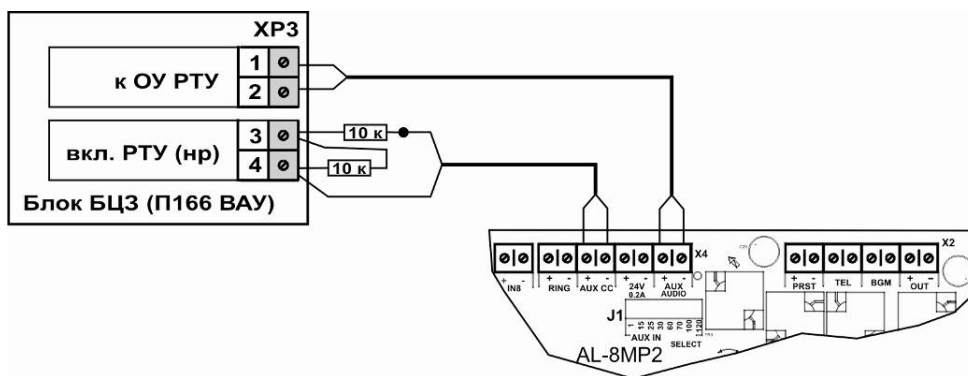 XP3
1
к ОУ РТУ
2
3
10 к
вкл. РТУ (нр)
4
10 к
Блок БЦЗ (П166 ВАУ)
X4
X2
+ - + - + - + - + -
IN8 RING AUX CC 24V 0.2A AUX AUDIO
+ -
PRST TEL BGM OUT
J1
1 15 25 30 60 70 100 120
AUX IN
SELECT
AL-8MP2